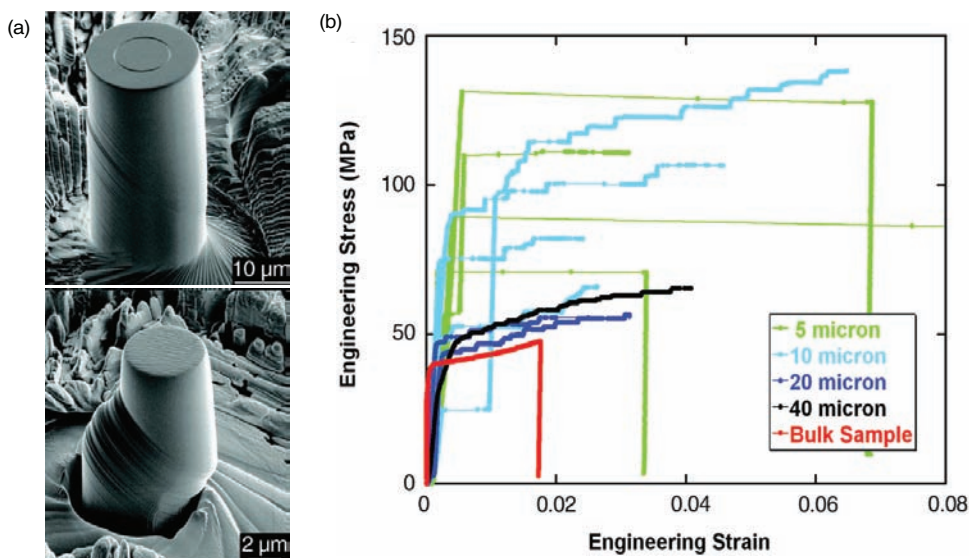 (a)
10 µm
2 µm
(b)
150
100
50
0
Engineering Stress (MPa)
5 micron
10 micron
20 micron
40 micron
Bulk Sample
0
0.02
0.04
0.06
0.08
Engineering Strain